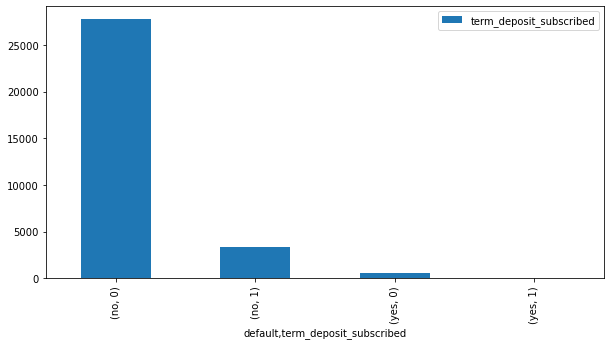 term_deposit_subscribed
25000
20000
15000
10000
5000
0
(no, 0)
(no, 1)
(yes, 0)
(yes, 1)
default,term_deposit_subscribed